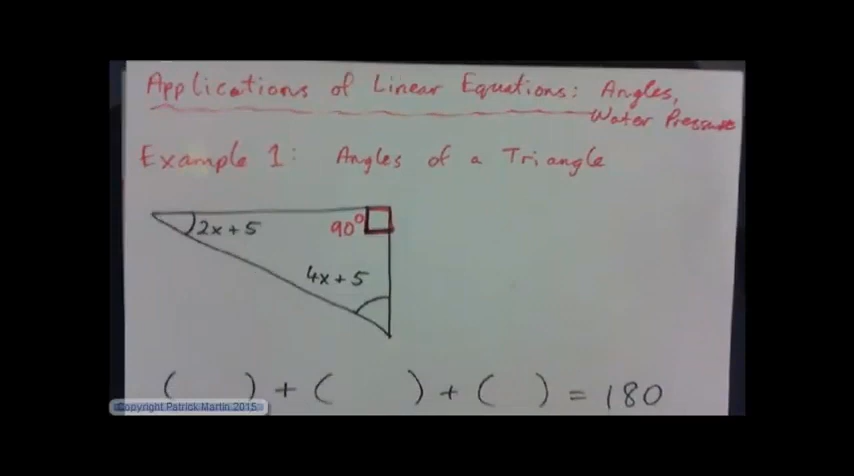 Applications of Linear Equations: Angles,
Water Pressure
Example 1: Angles of a Triangle
2x+5
90°
4x+5
( ) + ( ) + ( ) = 180
Copyright Patrick Martin 2015